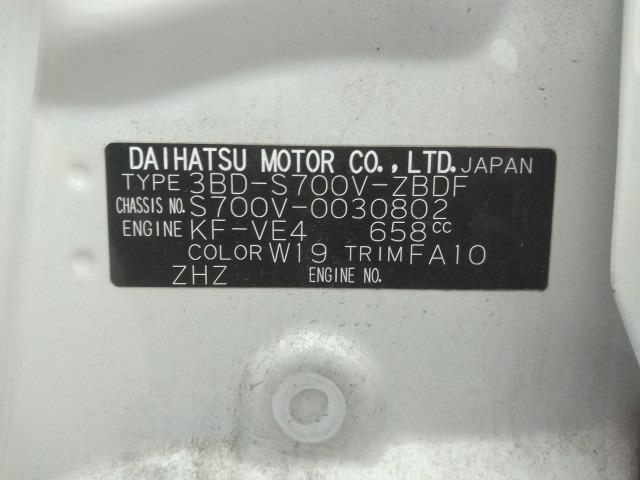 DAIHATSU MOTOR CO.,LTD. JAPAN
TYPE 3BD-S700V-ZBDF
CHASSIS NO. S700V-0030802
ENGINE KF-VE4 658cc
COLOR W19 TRIM FA10
ZHZ ENGINE NO.